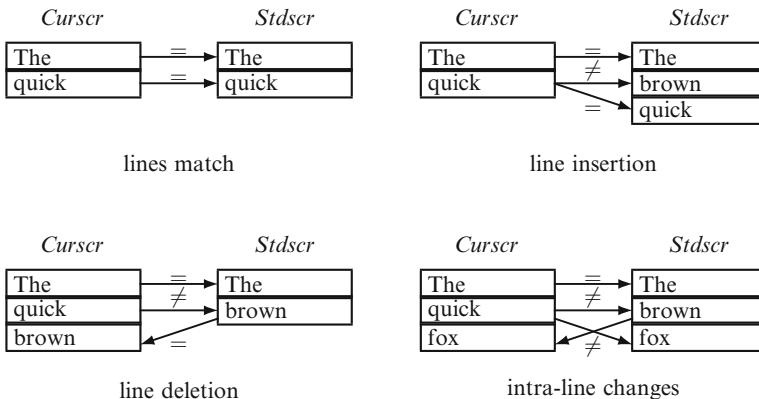 Curscr Stdscr Curscr Stdscr
The = The The = The
quick = quick quick ≠ brown
= quick
lines match line insertion
Curscr Stdscr Curscr Stdscr
The = The The = The
quick ≠ brown quick ≠ brown
brown = fox ≠ fox
line deletion intra-line changes